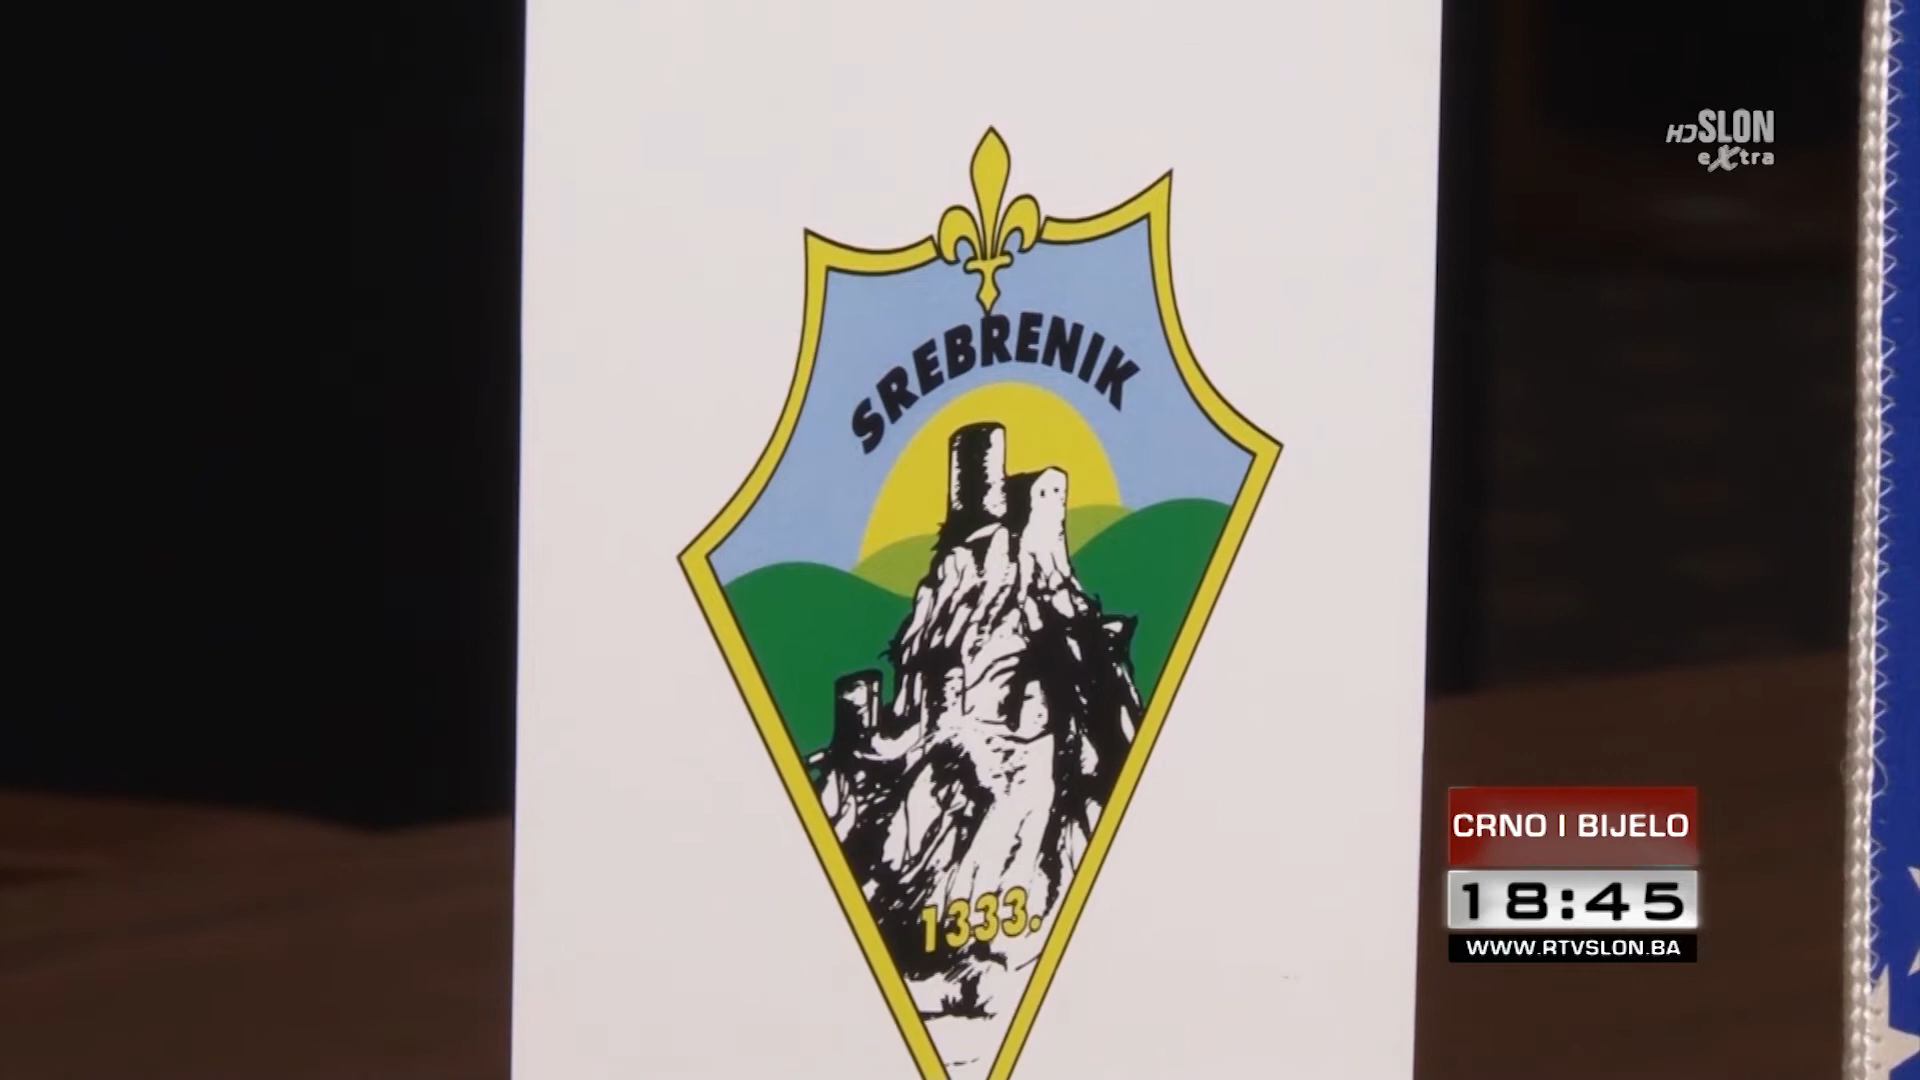 HD SLON
eXtra
SREBRENIK
1333.
CRNO I BIJELO
18:45
WWW.RTVSLON.BA